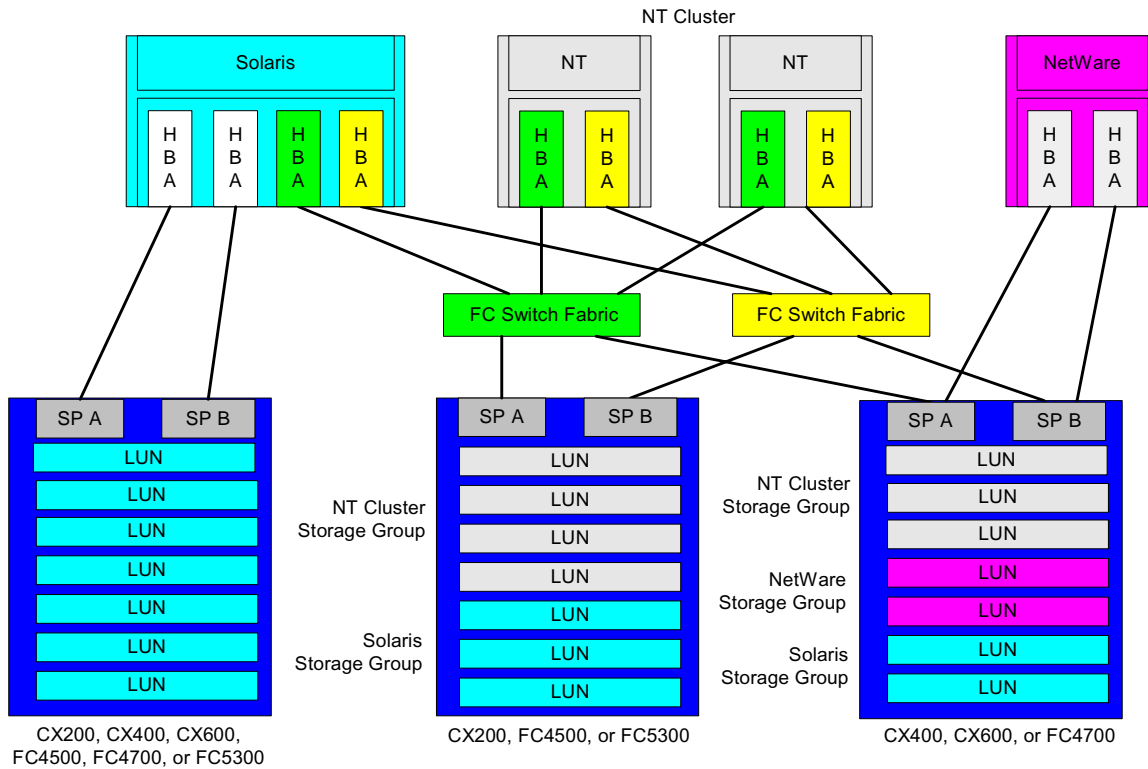 NT Cluster
Solaris
NT
NT
NetWare
H
B
A
H
B
A
H
B
A
H
B
A
H
B
A
H
B
A
H
B
A
H
B
A
H
B
A
H
B
A
FC Switch Fabric
FC Switch Fabric
SP A
SP B
LUN
LUN
LUN
LUN
LUN
LUN
LUN
CX200, CX400, CX600,
FC4500, FC4700, or FC5300
NT Cluster
Storage Group
Solaris
Storage Group
SP A
SP B
LUN
LUN
LUN
LUN
LUN
LUN
LUN
CX200, FC4500, or FC5300
NT Cluster
Storage Group
NetWare
Storage Group
Solaris
Storage Group
SP A
SP B
LUN
LUN
LUN
LUN
LUN
LUN
LUN
CX400, CX600, or FC4700